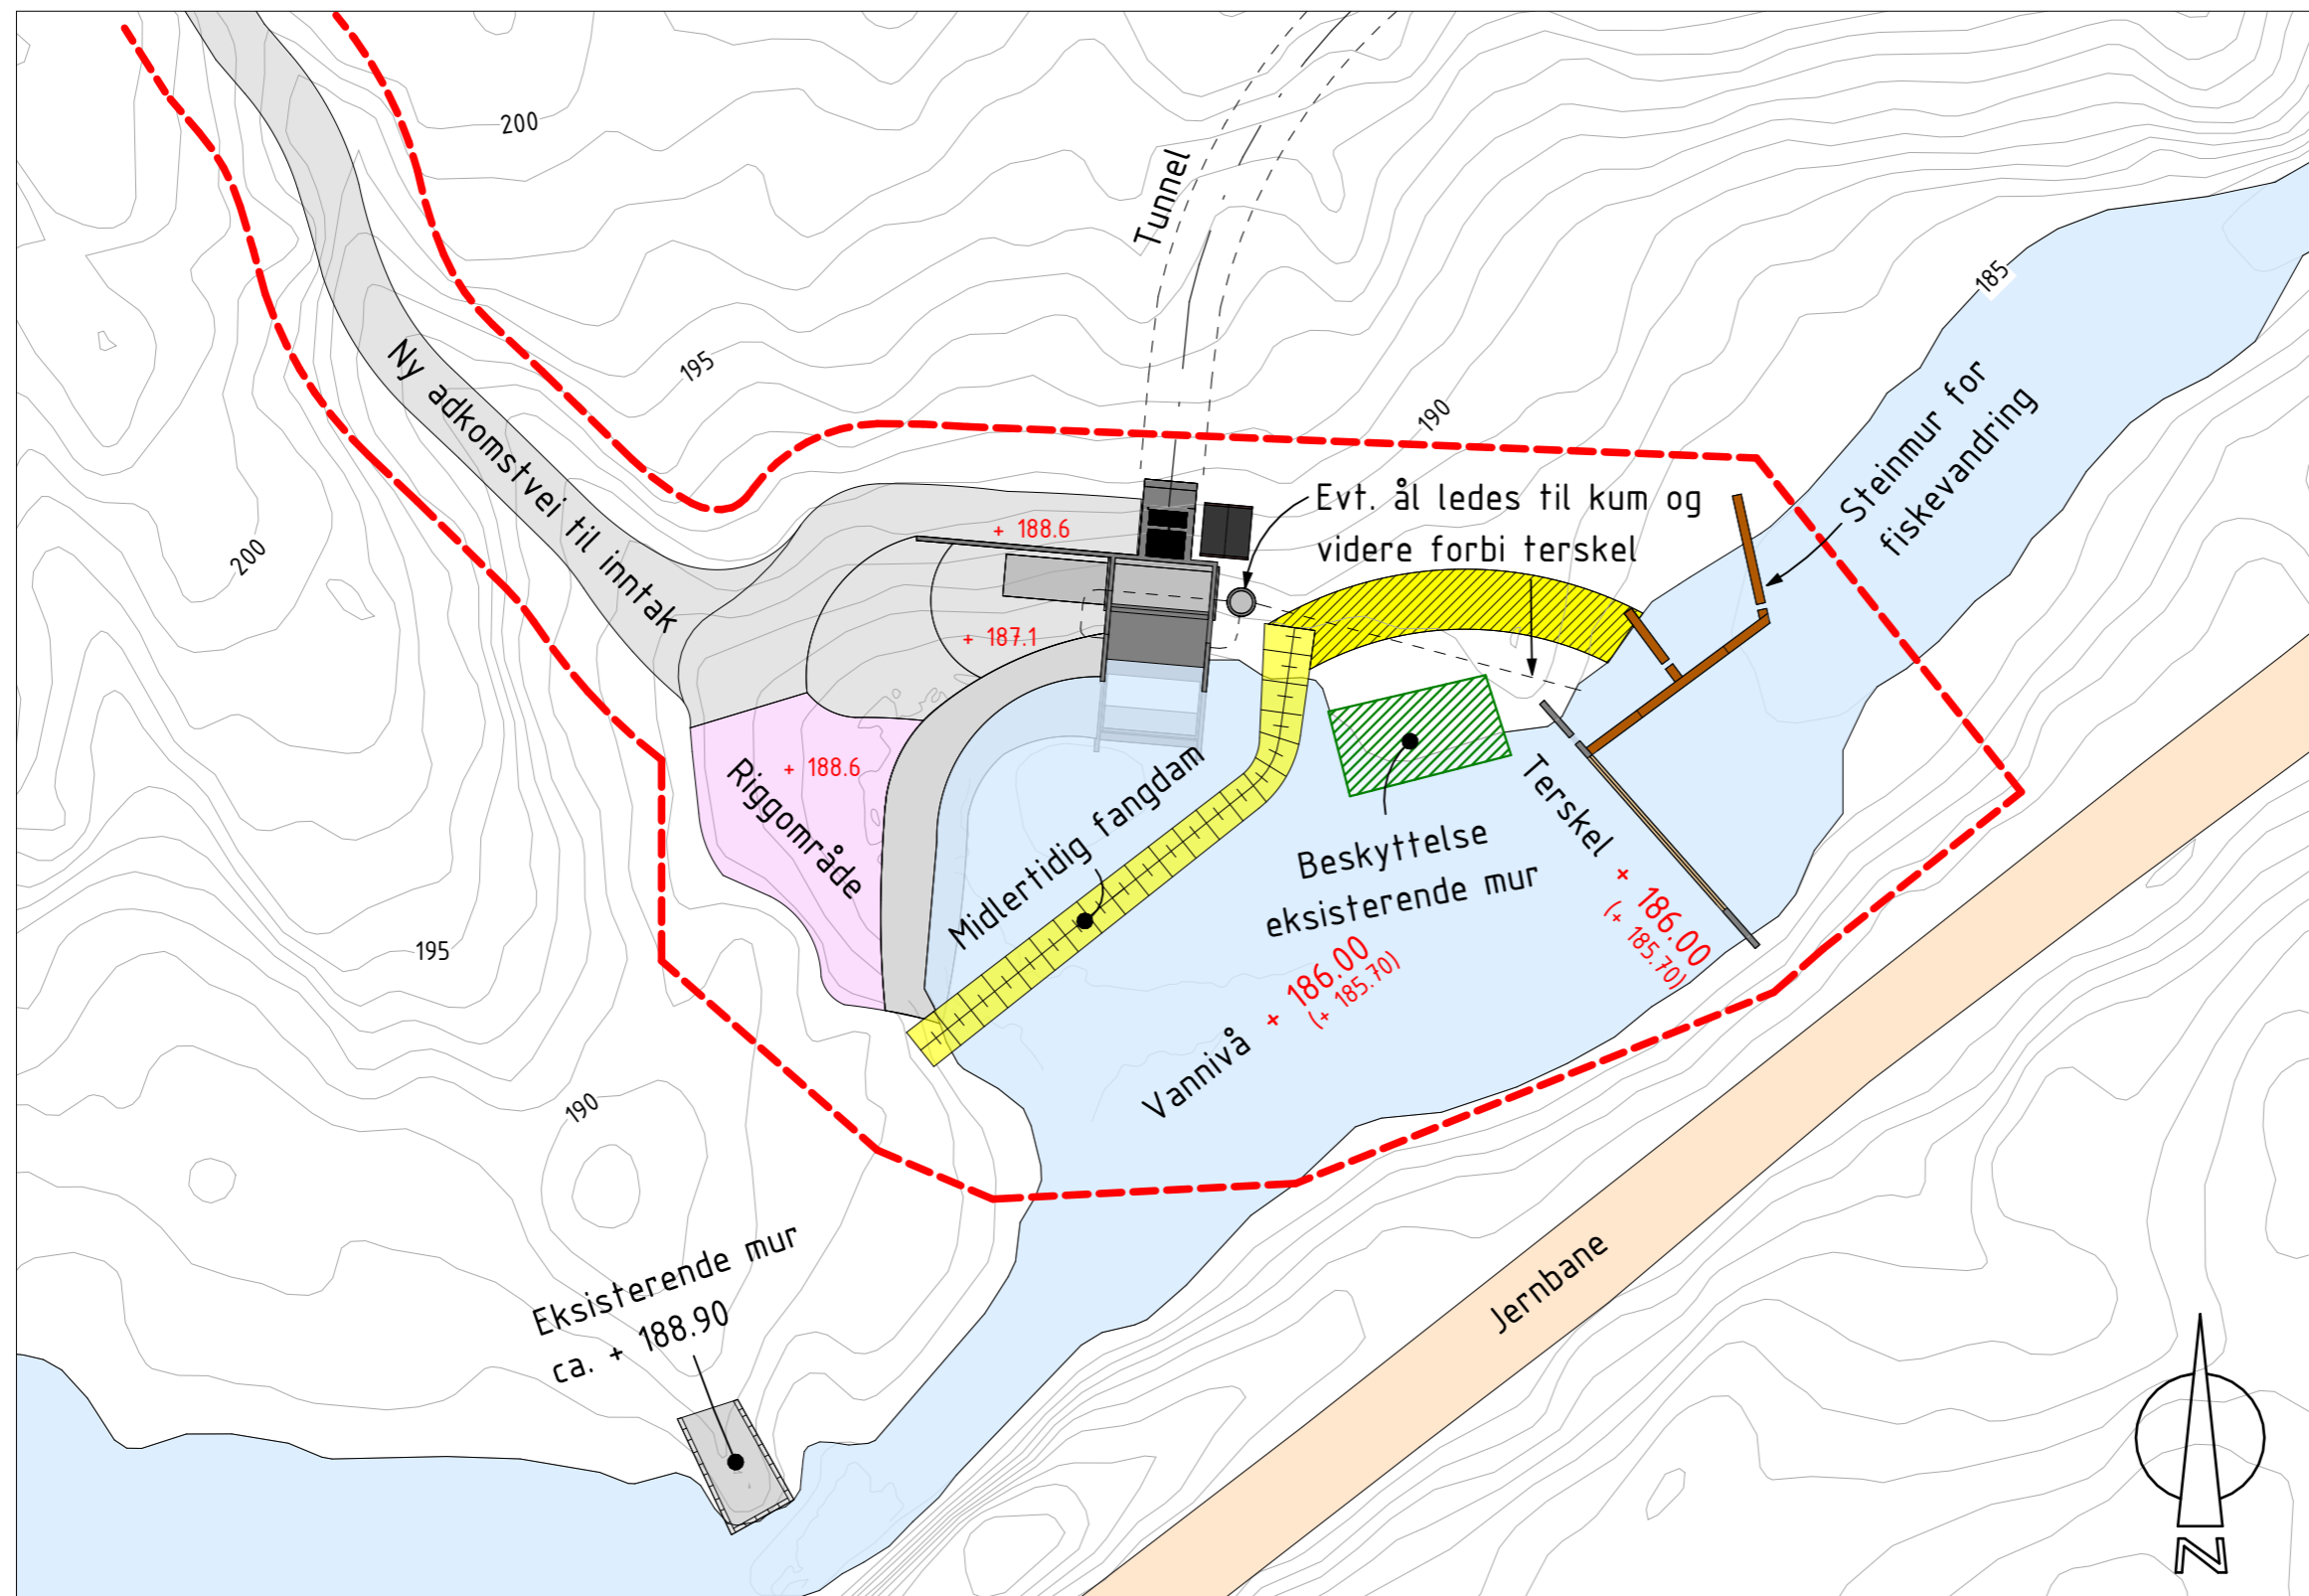 200
Tunnel
185
195
Ny adkomstvei til inntak
190
Steinmur for
fiskevandring
Evt. ål ledes til kum og
videre forbi terskel
+ 188.6
200
+ 187.1
+ 188.6
Riggområde
Midlertidig fangdam
Beskyttelse
eksisterende mur
Terskel + 186.00
(+ 185.70)
195
Vannivå + 186.00
(+ 185.70)
190
Eksisterende mur
ca. + 188.90
Jernbane
N